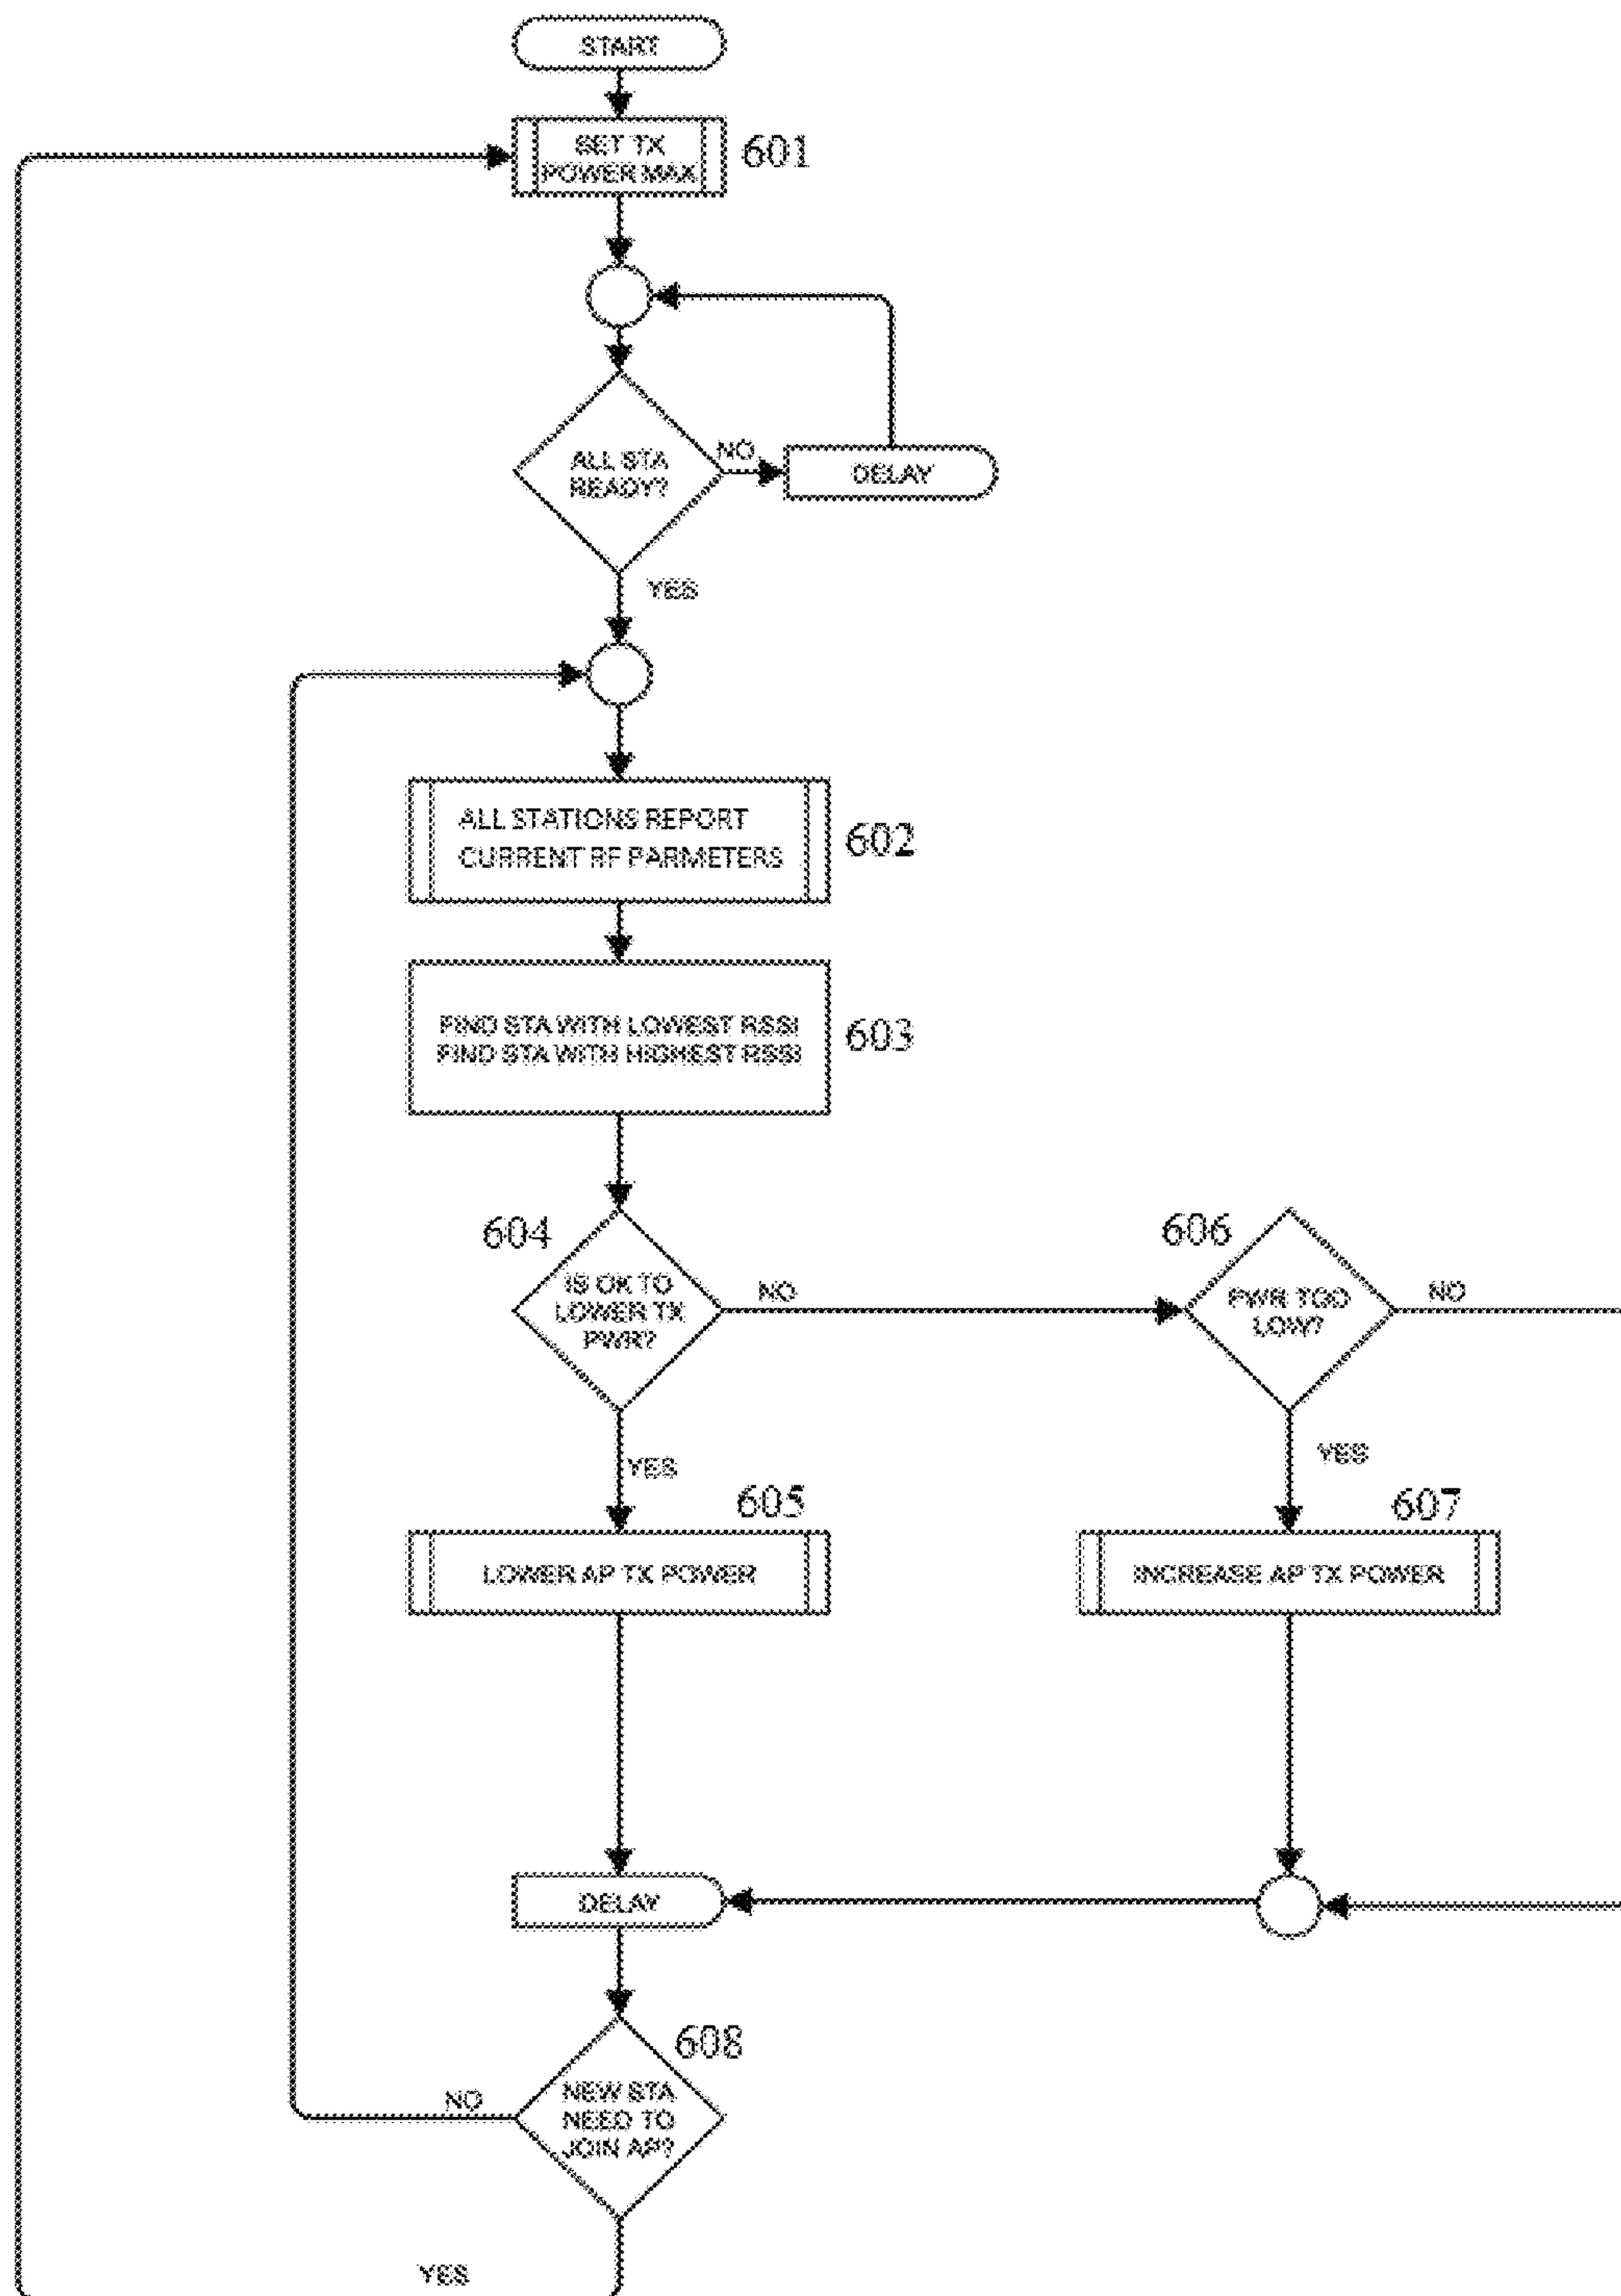 START
SET TX
POWER MAX
601
ALL STA
READY?
NO
DELAY
YES
ALL STATIONS REPORT
CURRENT RF PARMETERS
602
FIND STA WITH LOWEST RSSI
FIND STA WITH HIGHEST RSSI
603
604
IS OK TO
LOWER TX
PWR?
NO
606
PWR TOO
LOW?
NO
YES
YES
605
LOWER AP TX POWER
607
INCREASE AP TX POWER
DELAY
608
NEW STA
NEED TO
JOIN AP?
NO
YES